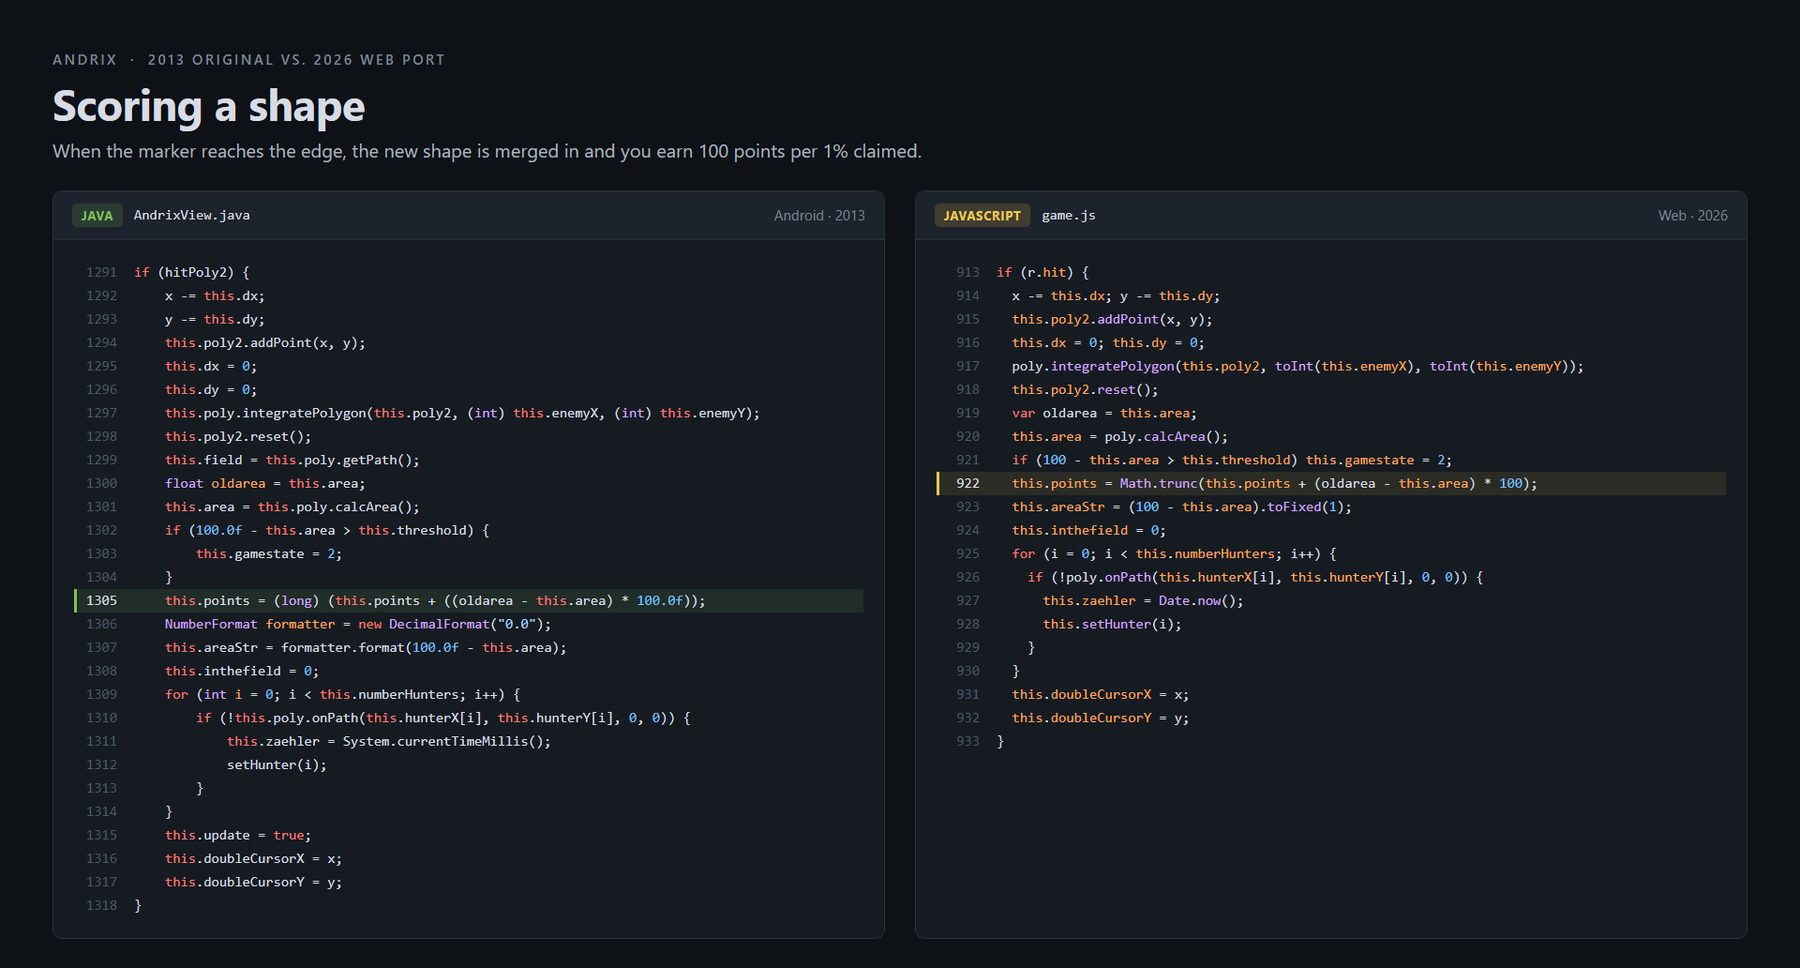 ANDRIX · 2013 ORIGINAL VS. 2026 WEB PORT
Scoring a shape
When the marker reaches the edge, the new shape is merged in and you earn 100 points per 1% claimed.
JAVA AndrixView.java Android · 2013
1291 if (hitPoly2) {
1292     x -= this.dx;
1293     y -= this.dy;
1294     this.poly2.addPoint(x, y);
1295     this.dx = 0;
1296     this.dy = 0;
1297     this.poly.integratePolygon(this.poly2, (int) this.enemyX, (int) this.enemyY);
1298     this.poly2.reset();
1299     this.field = this.poly.getPath();
1300     float oldarea = this.area;
1301     this.area = this.poly.calcArea();
1302     if (100.0f - this.area > this.threshold) {
1303         this.gamestate = 2;
1304     }
1305     this.points = (long) (this.points + ((oldarea - this.area) * 100.0f));
1306     NumberFormat formatter = new DecimalFormat("0.0");
1307     this.areaStr = formatter.format(100.0f - this.area);
1308     this.inthefield = 0;
1309     for (int i = 0; i < this.numberHunters; i++) {
1310         if (!this.poly.onPath(this.hunterX[i], this.hunterY[i], 0, 0)) {
1311             this.zaehler = System.currentTimeMillis();
1312             setHunter(i);
1313         }
1314     }
1315     this.update = true;
1316     this.doubleCursorX = x;
1317     this.doubleCursorY = y;
1318 }
JAVASCRIPT game.js Web · 2026
913 if (r.hit) {
914   x -= this.dx; y -= this.dy;
915   this.poly2.addPoint(x, y);
916   this.dx = 0; this.dy = 0;
917   poly.integratePolygon(this.poly2, toInt(this.enemyX), toInt(this.enemyY));
918   this.poly2.reset();
919   var oldarea = this.area;
920   this.area = poly.calcArea();
921   if (100 - this.area > this.threshold) this.gamestate = 2;
922   this.points = Math.trunc(this.points + (oldarea - this.area) * 100);
923   this.areaStr = (100 - this.area).toFixed(1);
924   this.inthefield = 0;
925   for (i = 0; i < this.numberHunters; i++) {
926     if (!poly.onPath(this.hunterX[i], this.hunterY[i], 0, 0)) {
927       this.zaehler = Date.now();
928       this.setHunter(i);
929     }
930   }
931   this.doubleCursorX = x;
932   this.doubleCursorY = y;
933 }